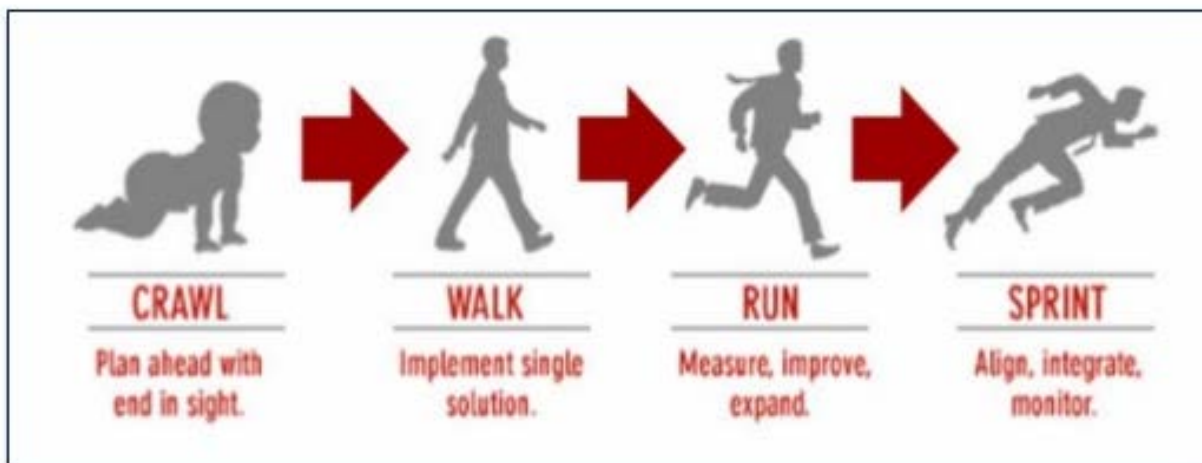 CRAWL
Plan ahead with
end in sight.
WALK
Implement single
solution.
RUN
Measure, improve,
expand.
SPRINT
Align, integrate,
monitor.